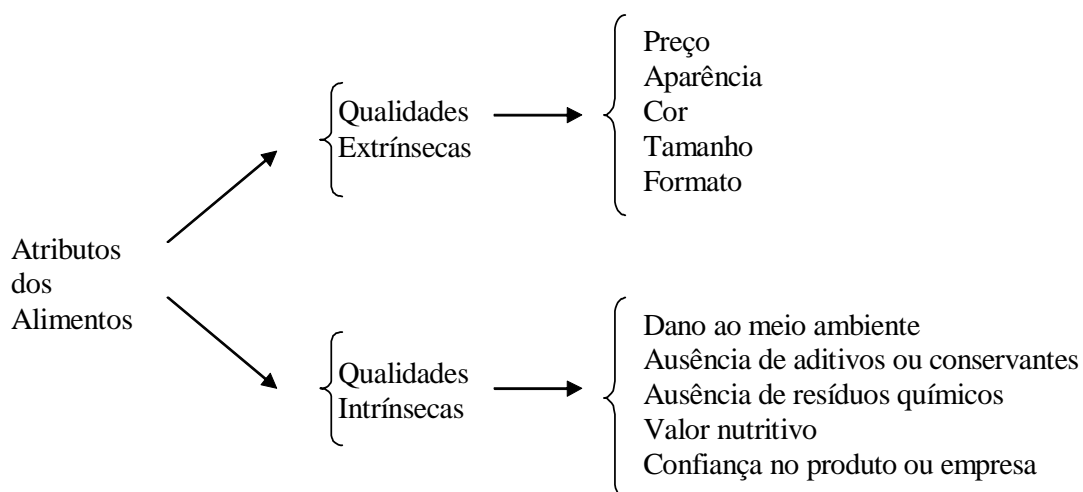 Atributos
dos
Alimentos
Qualidades
Extrínsecas
Preço
Aparência
Cor
Tamanho
Formato
Qualidades
Intrínsecas
Dano ao meio ambiente
Ausência de aditivos ou conservantes
Ausência de resíduos químicos
Valor nutritivo
Confiança no produto ou empresa